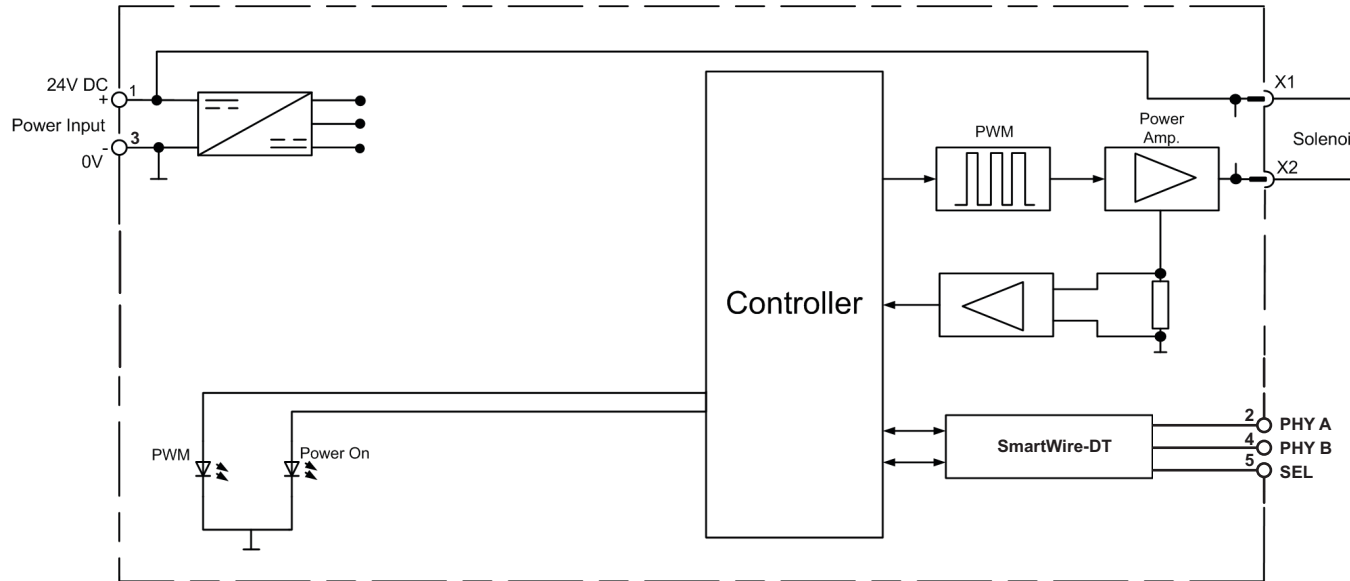 24V DC
+
1
Power Input
3
-
0V
X1
PWM
Power
Amp.
Solenoi
X2
Controller
PWM
Power On
SmartWire-DT
2
PHY A
4
PHY B
5
SEL